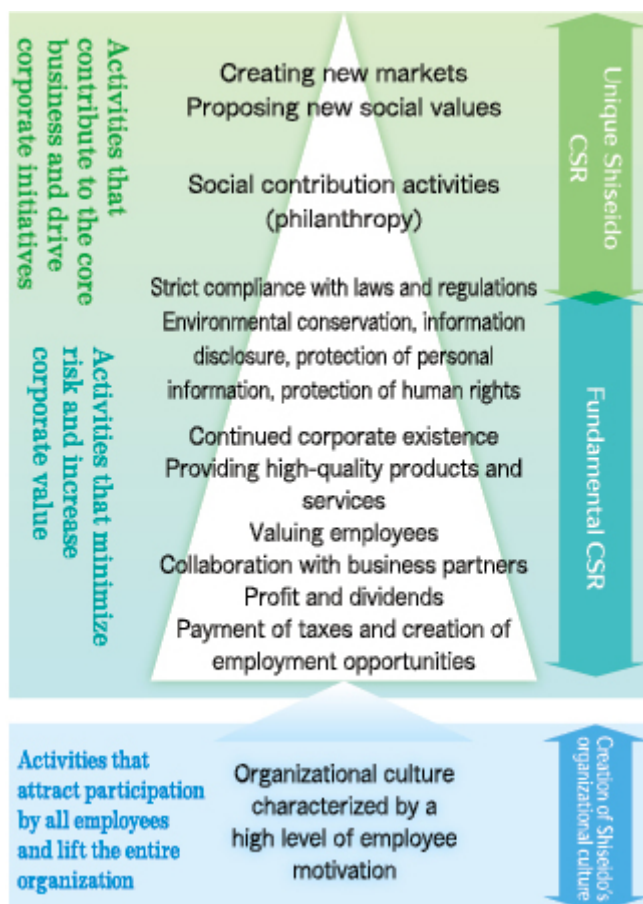 Activities that
contribute to the core
business and drive
corporate initiatives
Creating new markets
Proposing new social values
Social contribution activities
(philanthropy)
Unique Shiseido
CSR
Activities that minimize
risk and increase
corporate value
Strict compliance with laws and regulations
Environmental conservation, information
disclosure, protection of personal
information, protection of human rights
Continued corporate existence
Providing high-quality products and
services
Valuing employees
Collaboration with business partners
Profit and dividends
Payment of taxes and creation of
employment opportunities
Fundamental CSR
Activities that
attract participation
by all employees
and lift the entire
organization
Organizational culture
characterized by a
high level of employee
motivation
Creation of Shiseido's
organizational culture